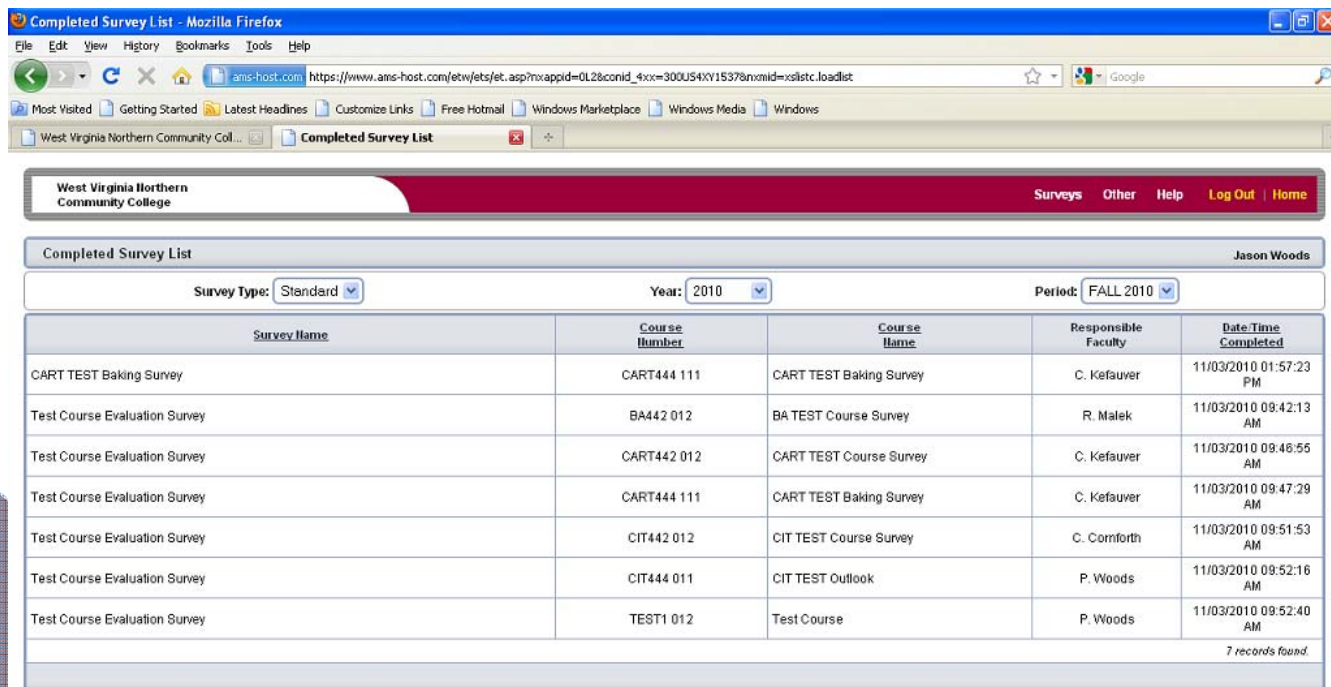 Completed Survey List - Mozilla Firefox
File Edit View History Bookmarks Tools Help
ams-host.com https://www.ams-host.com/etw/ets/et.asp?nxappid=0L2&conid_4xx=300US4XY1537&nxmid=xslistc.loadlist Google
Most Visited Getting Started Latest Headlines Customize Links Free Hotmail Windows Marketplace Windows Media Windows
West Virginia Northern Community Coll... Completed Survey List
West Virginia Northern
Community College
Surveys Other Help Log Out | Home
Completed Survey List Jason Woods
Survey Type: Standard Year: 2010 Period: FALL 2010
Survey Name Course Number Course Name Responsible Faculty Date/Time Completed
CART TEST Baking Survey CART444 111 CART TEST Baking Survey C. Kefauver 11/03/2010 01:57:23 PM
Test Course Evaluation Survey BA442 012 BA TEST Course Survey R. Malek 11/03/2010 09:42:13 AM
Test Course Evaluation Survey CART442 012 CART TEST Course Survey C. Kefauver 11/03/2010 09:46:55 AM
Test Course Evaluation Survey CART444 111 CART TEST Baking Survey C. Kefauver 11/03/2010 09:47:29 AM
Test Course Evaluation Survey CIT442 012 CIT TEST Course Survey C. Cornforth 11/03/2010 09:51:53 AM
Test Course Evaluation Survey CIT444 011 CIT TEST Outlook P. Woods 11/03/2010 09:52:16 AM
Test Course Evaluation Survey TEST1 012 Test Course P. Woods 11/03/2010 09:52:40 AM
7 records found.